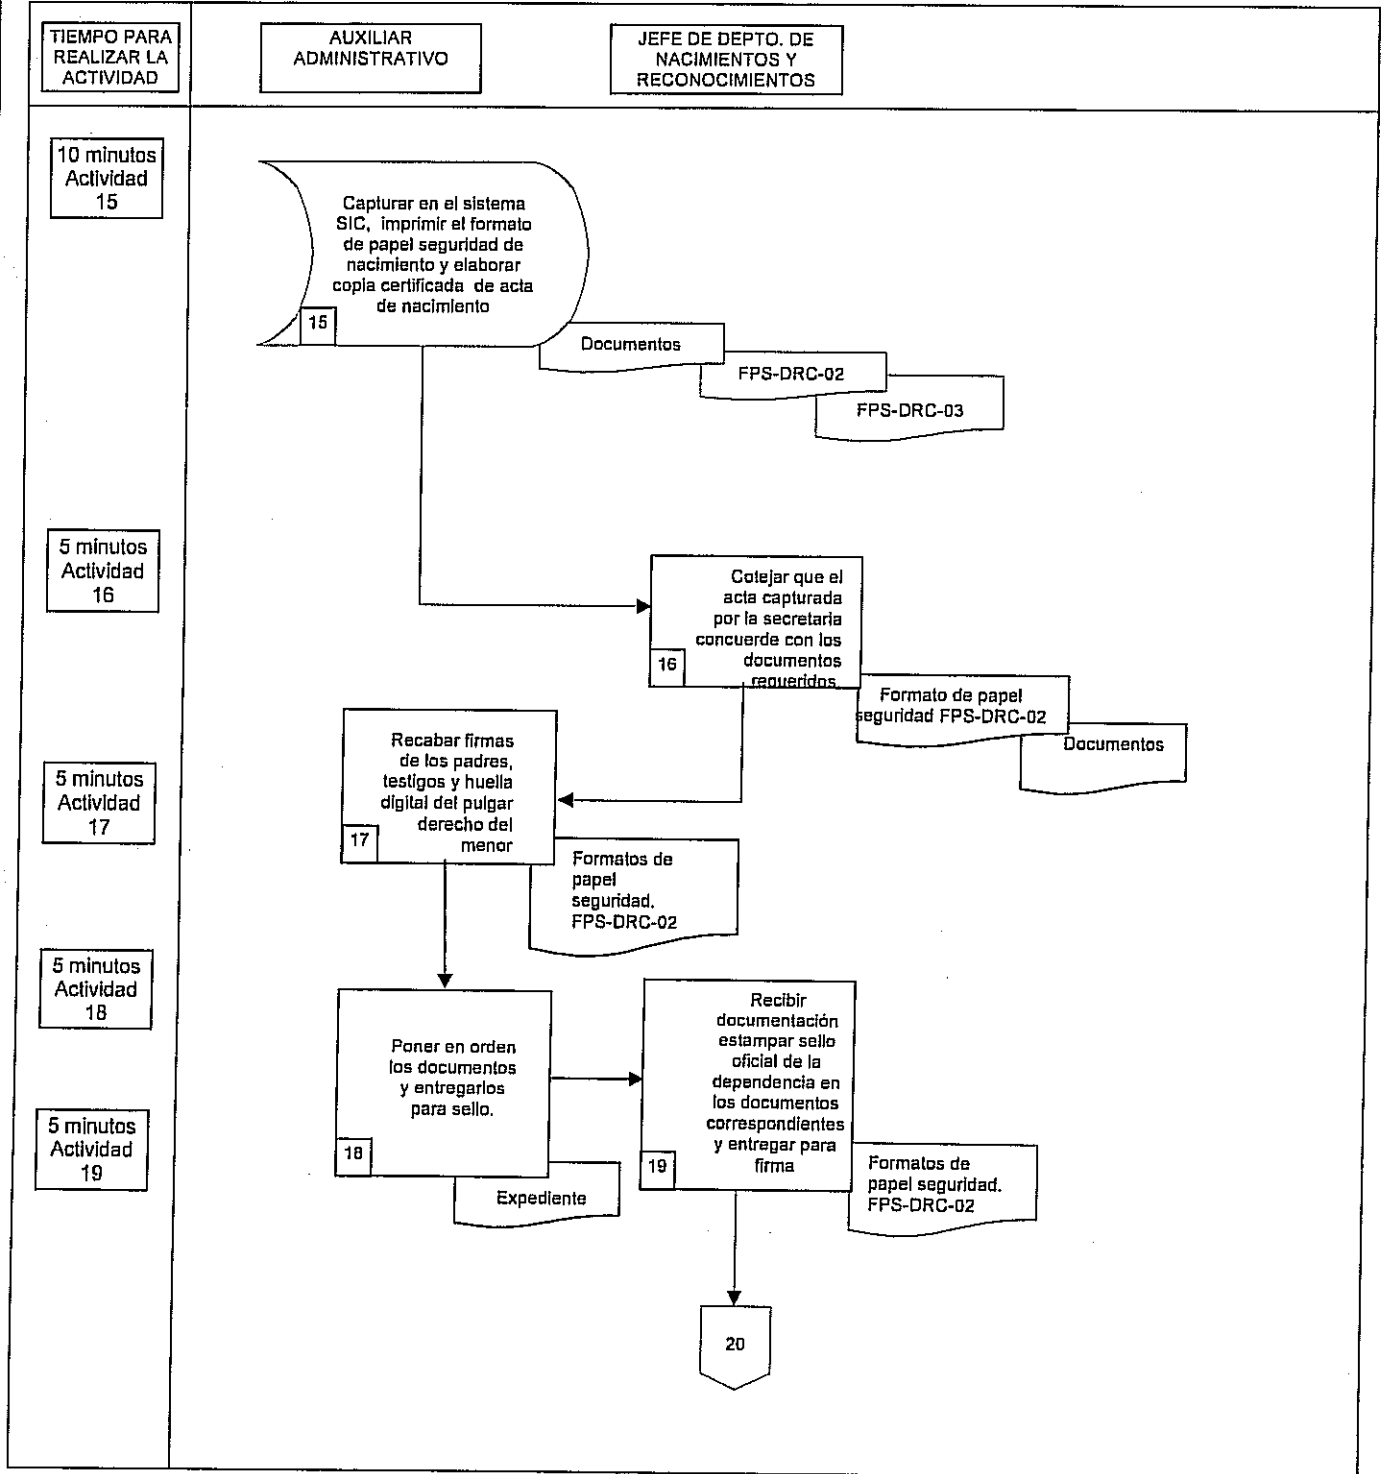 TIEMPO PARA
REALIZAR LA
ACTIVIDAD
AUXILIAR
ADMINISTRATIVO
JEFE DE DEPTO. DE
NACIMIENTOS Y
RECONOCIMIENTOS
10 minutos
Actividad
15
Capturar en el sistema
SIC, imprimir el formato
de papel seguridad de
nacimiento y elaborar
copia certificada de acta
de nacimiento
15
Documentos
FPS-DRC-02
FPS-DRC-03
5 minutos
Actividad
16
Cotejar que el
acta capturada
por la secretaria
concuerde con los
documentos
requeridos
16
Formato de papel
seguridad FPS-DRC-02
Documentos
5 minutos
Actividad
17
Recabar firmas
de los padres,
testigos y huella
digital del pulgar
derecho del
menor
17
Formatos de
papel
seguridad.
FPS-DRC-02
5 minutos
Actividad
18
Poner en orden
los documentos
y entregarlos
para sello.
18
Expediente
5 minutos
Actividad
19
Recibir
documentación
estampar sello
oficial de la
dependencia en
los documentos
correspondientes
y entregar para
firma
19
Formatos de
papel seguridad.
FPS-DRC-02
20